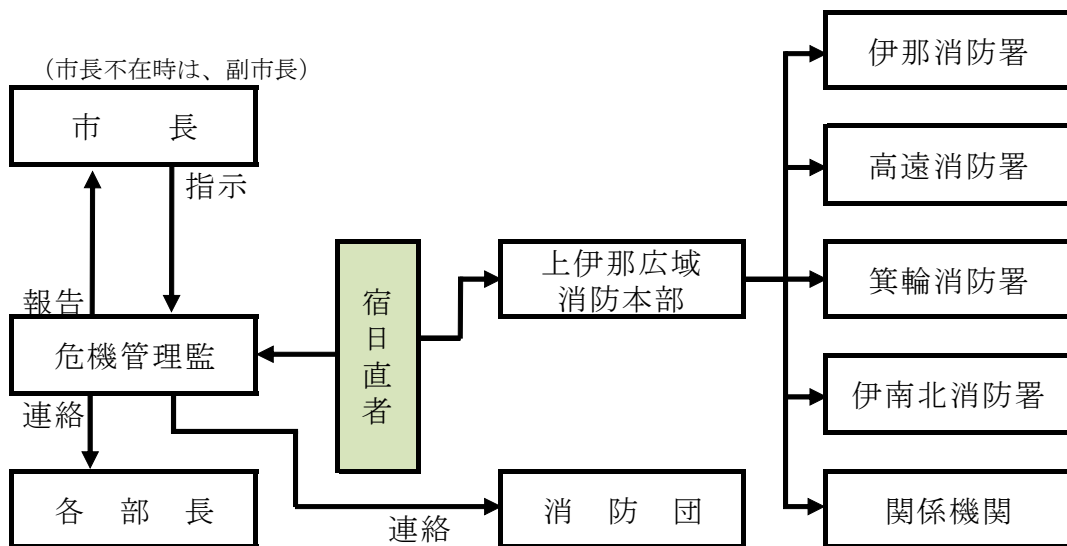 (市長不在時は、副市長)
市　長
指示
報告
危機管理監
連絡
各　部　長
宿日直者
上伊那広域
消防本部
連絡
消　防　団
伊那消防署
高遠消防署
箕輪消防署
伊南北消防署
関係機関